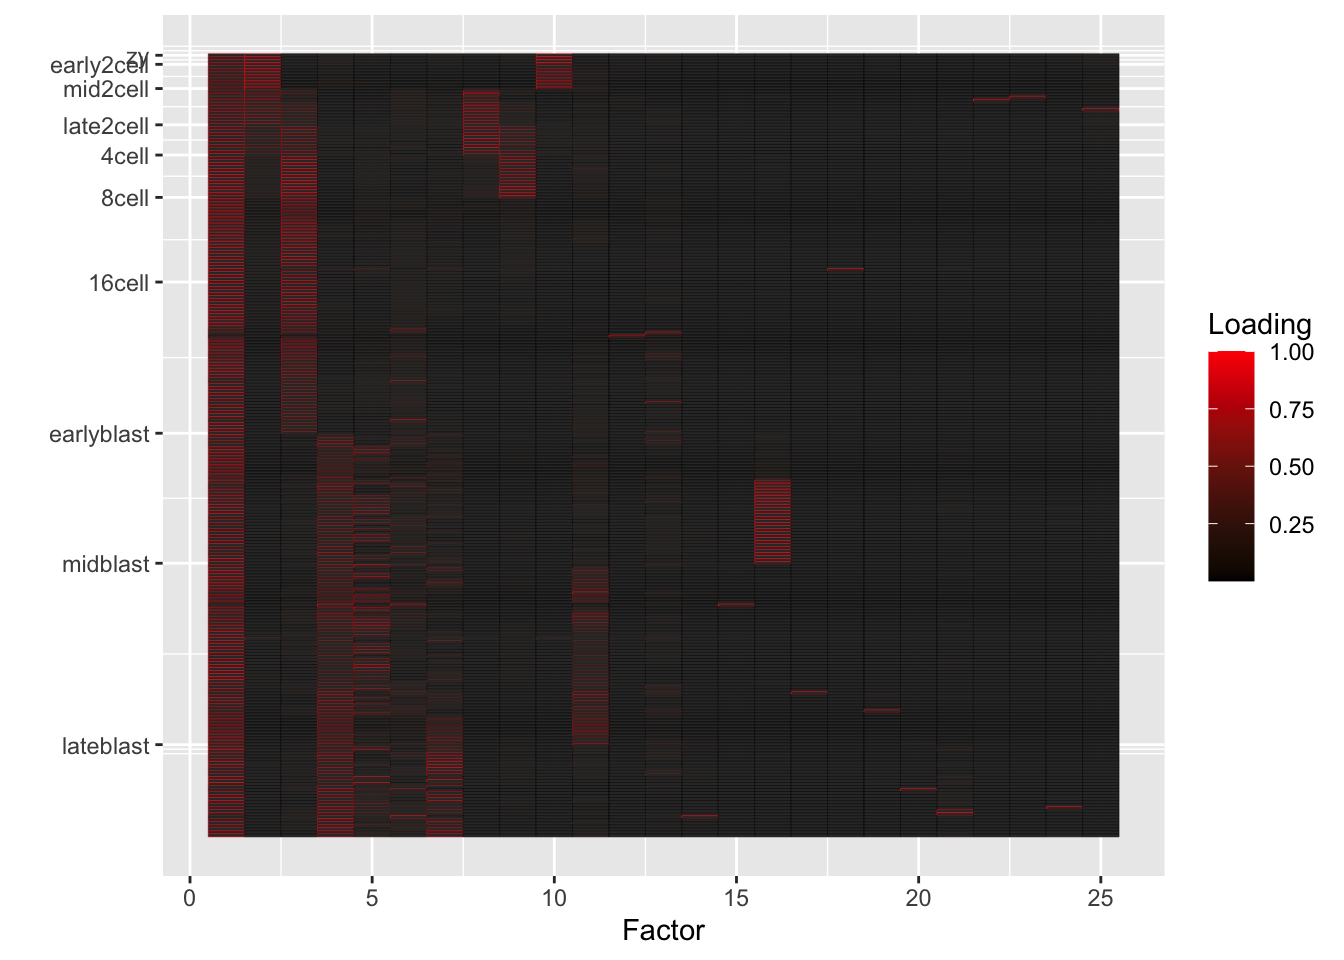 zy
early2cell
mid2cell
late2cell
4cell
8cell
16cell
earlyblast
midblast
lateblast
0 5 10 15 20 25
Factor
Loading
1.00
0.75
0.50
0.25